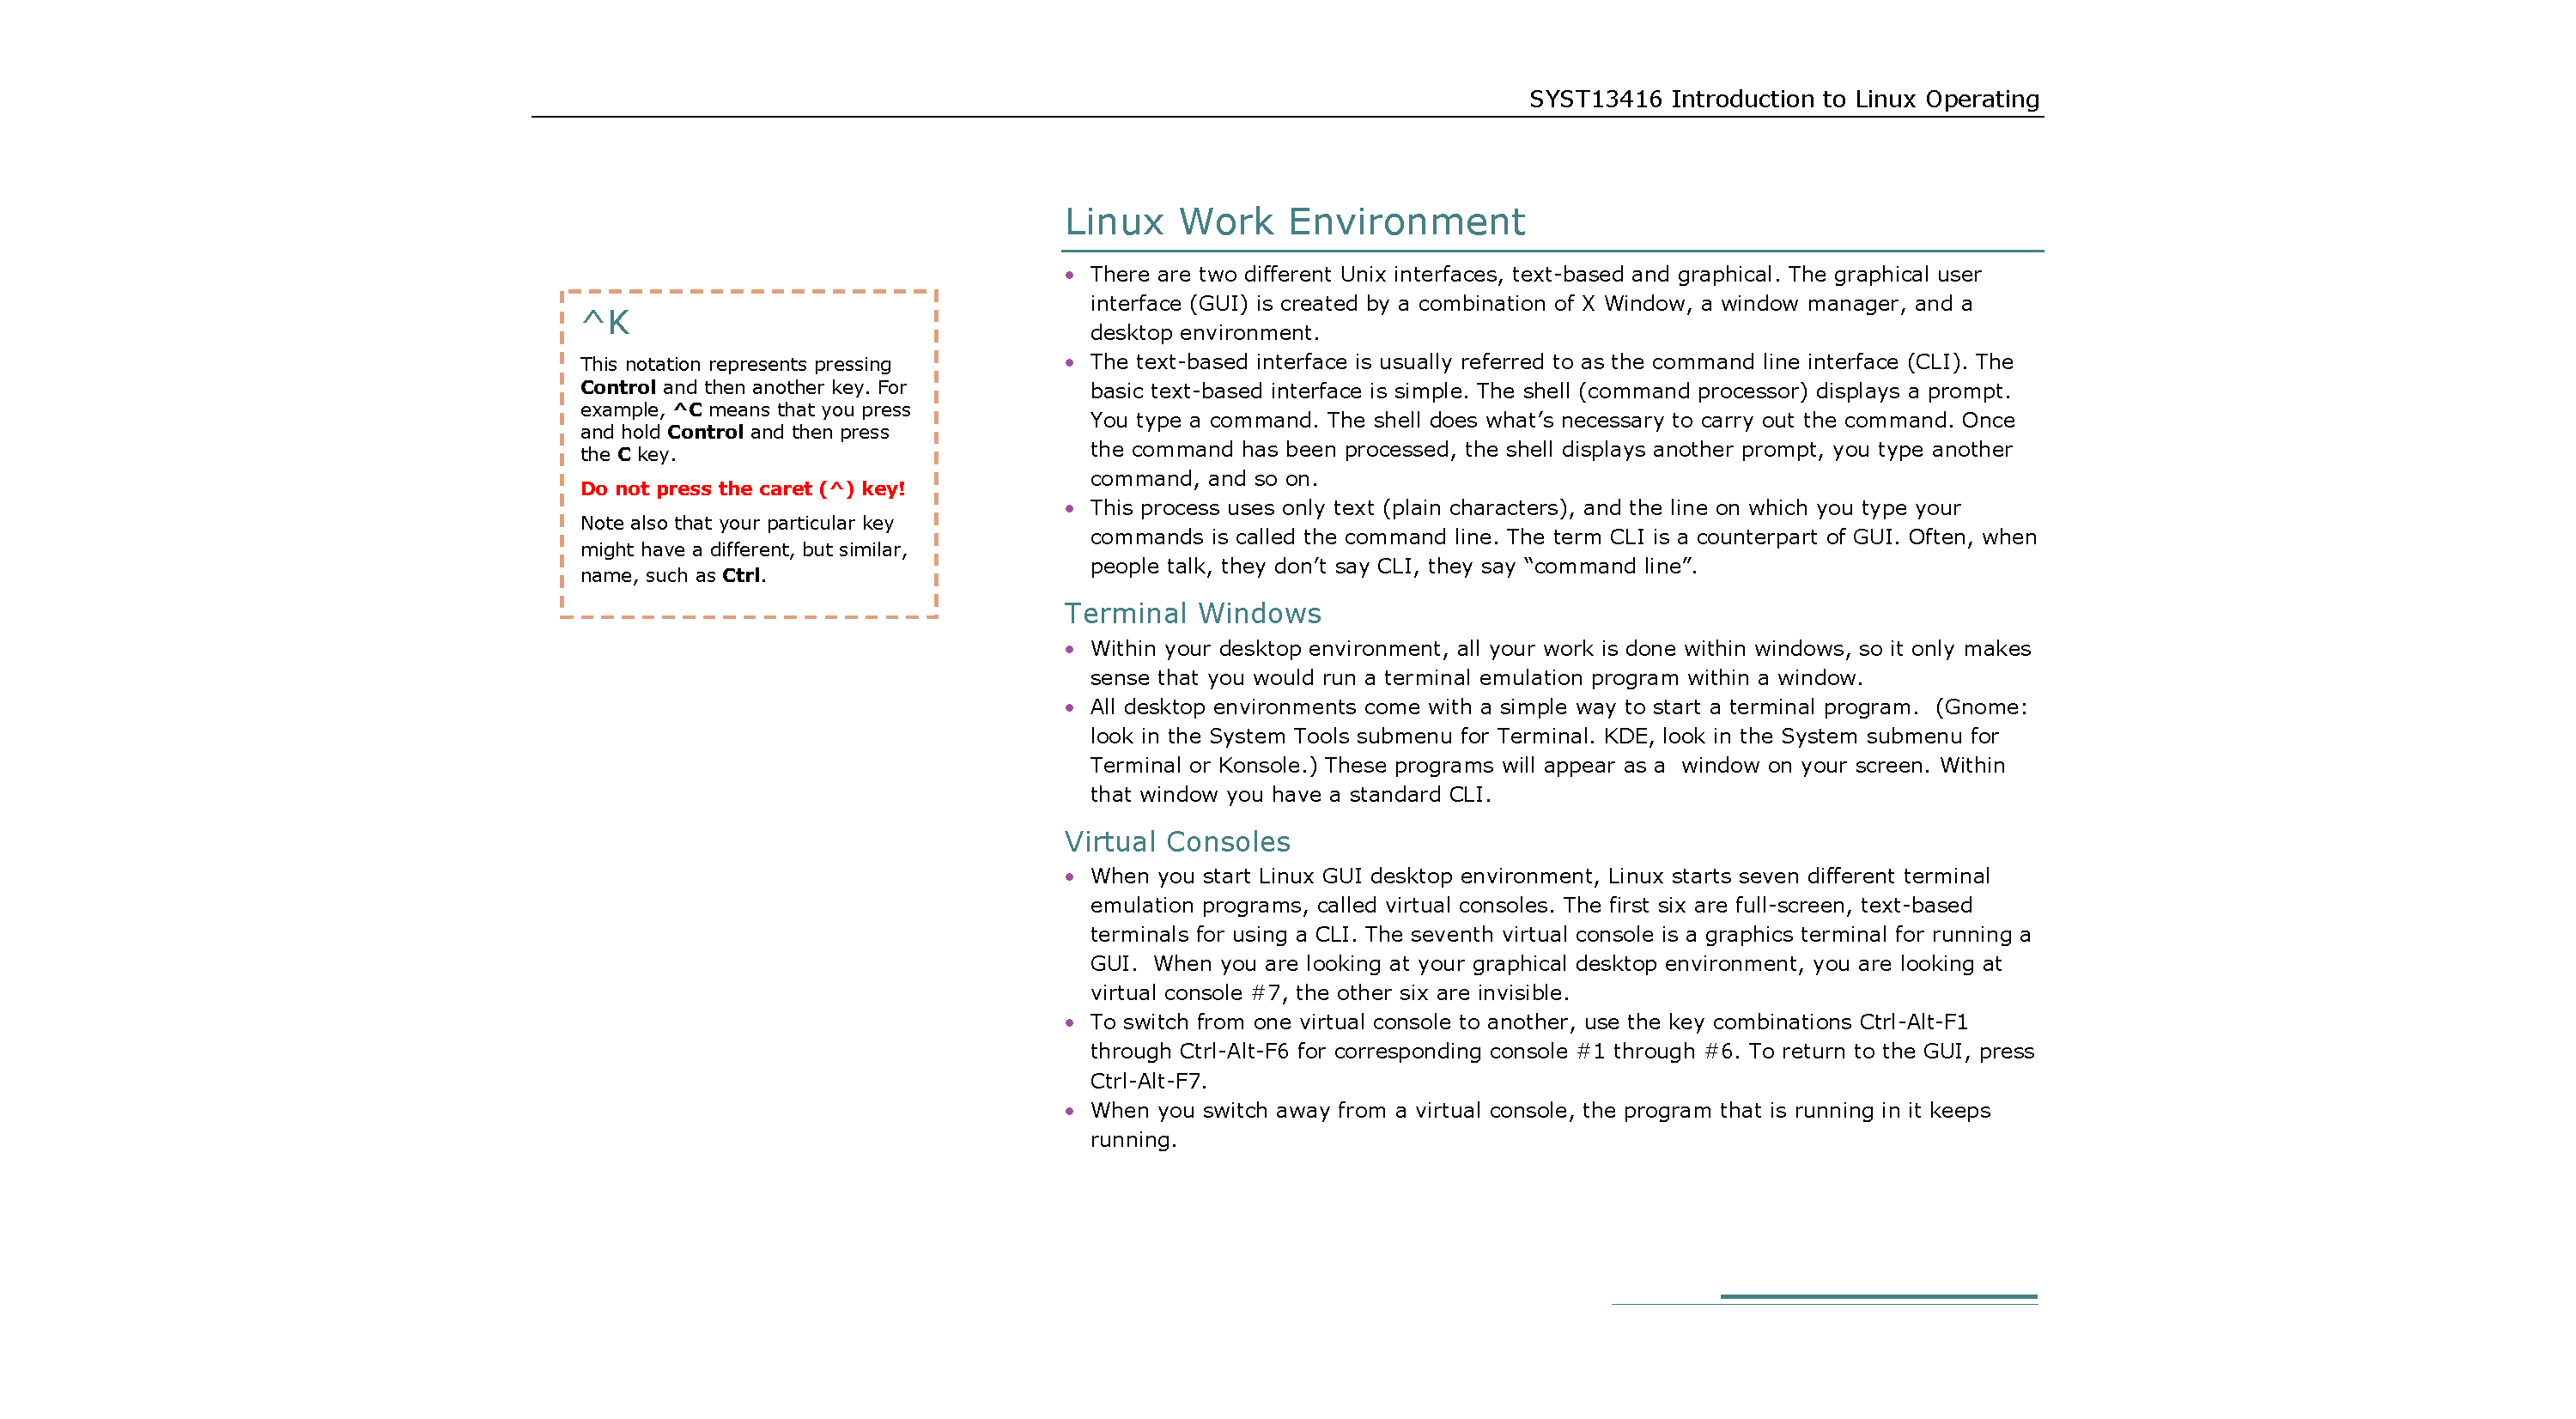 SYST13416 Introduction to Linux Operating
^K
This notation represents pressing
Control and then another key. For
example, ^C means that you press
and hold Control and then press
the C key.
Do not press the caret (^) key!
Note also that your particular key
might have a different, but similar,
name, such as Ctrl.
Linux Work Environment
• There are two different Unix interfaces, text-based and graphical. The graphical user
interface (GUI) is created by a combination of X Window, a window manager, and a
desktop environment.
• The text-based interface is usually referred to as the command line interface (CLI). The
basic text-based interface is simple. The shell (command processor) displays a prompt.
You type a command. The shell does what’s necessary to carry out the command. Once
the command has been processed, the shell displays another prompt, you type another
command, and so on.
• This process uses only text (plain characters), and the line on which you type your
commands is called the command line. The term CLI is a counterpart of GUI. Often, when
people talk, they don’t say CLI, they say “command line”.
Terminal Windows
• Within your desktop environment, all your work is done within windows, so it only makes
sense that you would run a terminal emulation program within a window.
• All desktop environments come with a simple way to start a terminal program.  (Gnome:
look in the System Tools submenu for Terminal. KDE, look in the System submenu for
Terminal or Konsole.) These programs will appear as a  window on your screen. Within
that window you have a standard CLI.
Virtual Consoles
• When you start Linux GUI desktop environment, Linux starts seven different terminal
emulation programs, called virtual consoles. The first six are full-screen, text-based
terminals for using a CLI. The seventh virtual console is a graphics terminal for running a
GUI.  When you are looking at your graphical desktop environment, you are looking at
virtual console #7, the other six are invisible.
• To switch from one virtual console to another, use the key combinations Ctrl-Alt-F1
through Ctrl-Alt-F6 for corresponding console #1 through #6. To return to the GUI, press
Ctrl-Alt-F7.
• When you switch away from a virtual console, the program that is running in it keeps
running.